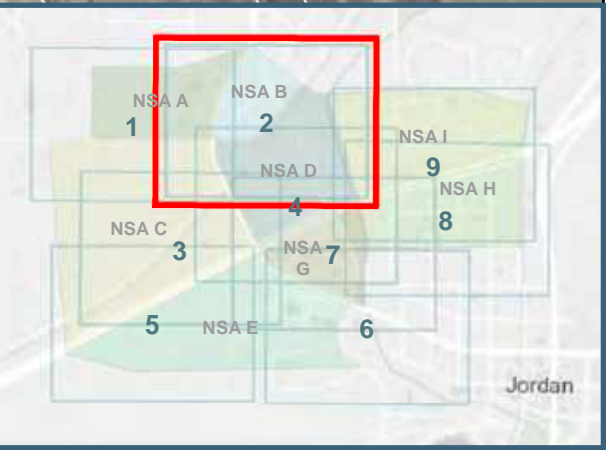 NSA B
NSA A
2
1
NSA I
9
NSA D
NSA H
4
8
NSA C
NSA 7
G
3
5
NSA E
6
Jordan